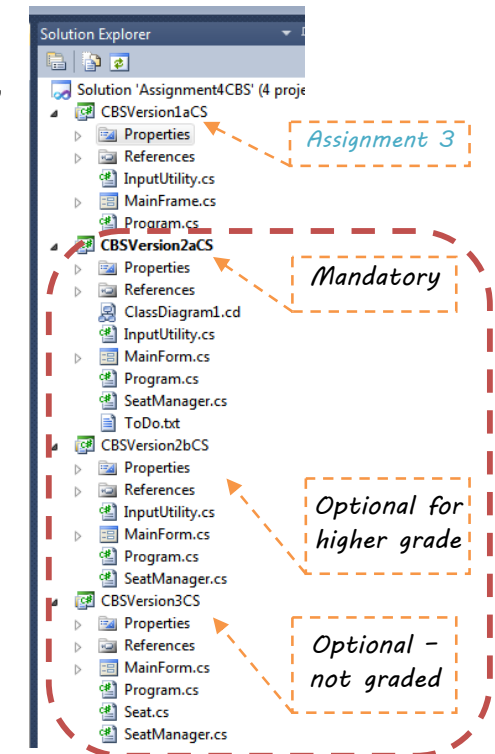 Solution Explorer
Solution 'Assignment4CBS' (4 proje
CBSVersion1aCS
Properties
Assignment 3
References
InputUtility.cs
MainFrame.cs
Program.cs
CBSVersion2aCS
Properties
Mandatory
References
ClassDiagram1.cd
InputUtility.cs
MainForm.cs
Program.cs
SeatManager.cs
ToDo.txt
CBSVersion2bCS
Properties
References
InputUtility.cs
Optional for
MainForm.cs
higher grade
Program.cs
SeatManager.cs
CBSVersion3CS
Properties
References
Optional –
MainForm.cs
not graded
Program.cs
Seat.cs
SeatManager.cs